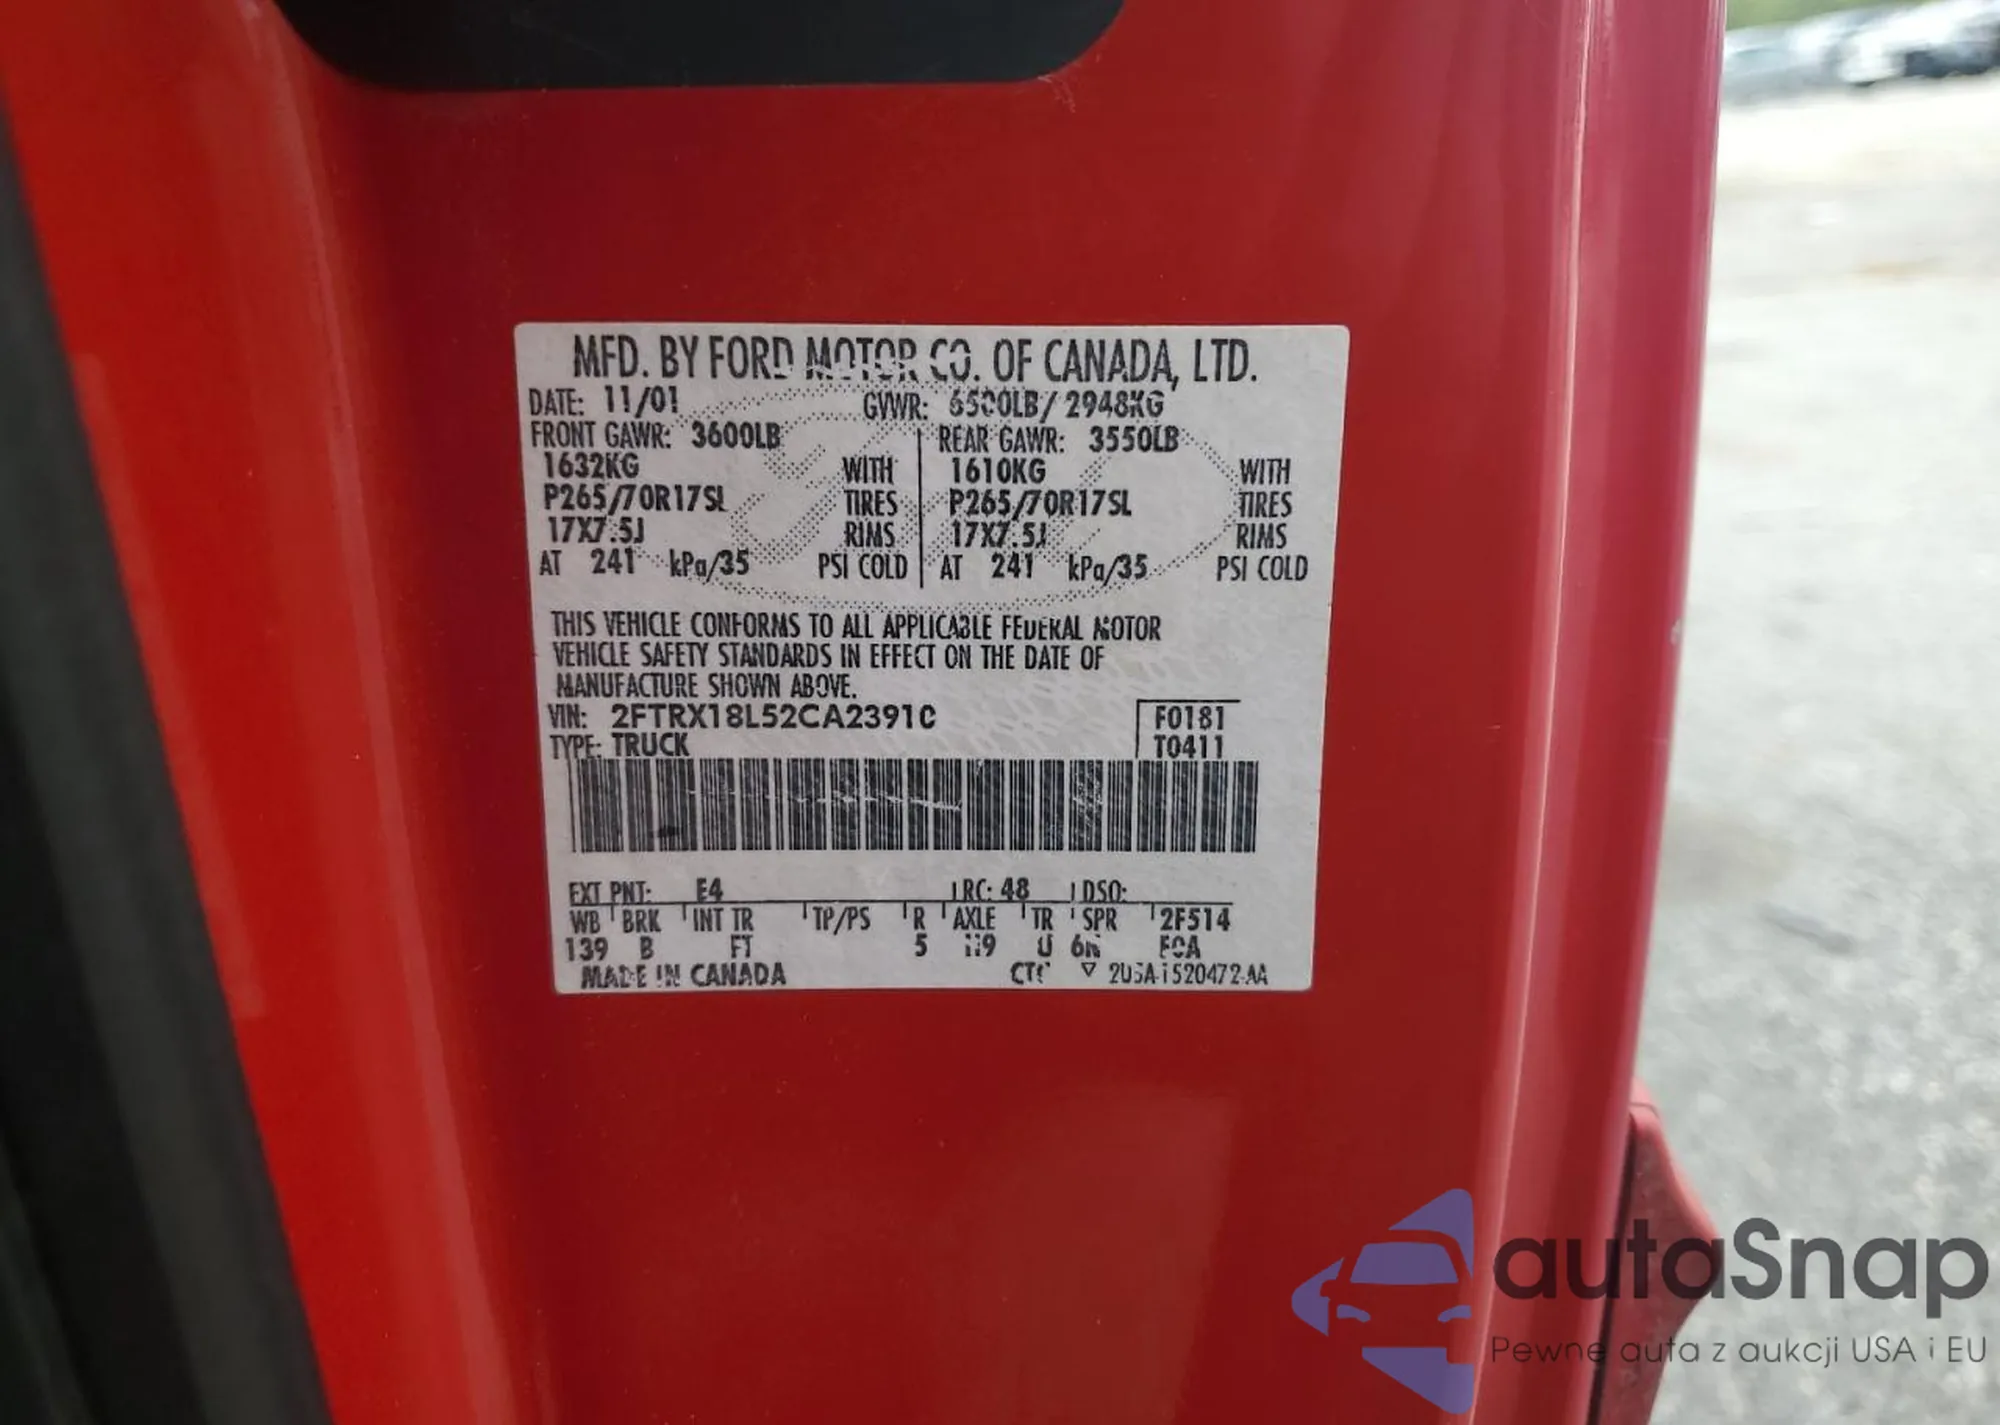 MFD. BY FORD MOTOR CO. OF CANADA, LTD.
DATE: 11/01 GVWR: 6500LB/ 2948KG
FRONT GAWR: 3600LB REAR GAWR: 3550LB
1632KG WITH 1610KG WITH
P265/70R17SL TIRES P265/70R17SL TIRES
17X7.5J RIMS 17X7.5J RIMS
AT 241 kPa/35 PSI COLD AT 241 kPa/35 PSI COLD
THIS VEHICLE CONFORMS TO ALL APPLICABLE FEDERAL MOTOR
VEHICLE SAFETY STANDARDS IN EFFECT ON THE DATE OF
MANUFACTURE SHOWN ABOVE.
VIN: 2FTRX18L52CA23910 F0181
TYPE: TRUCK T0411
EXT PNT: E4 RC: 48 DSO:
WB BRK INT TR TP/PS R AXLE TR SPR 2F514
139 B FT 5 H9 U
MADE IN CANADA
autoSnap
Pewne auta z aukcji USA i EU